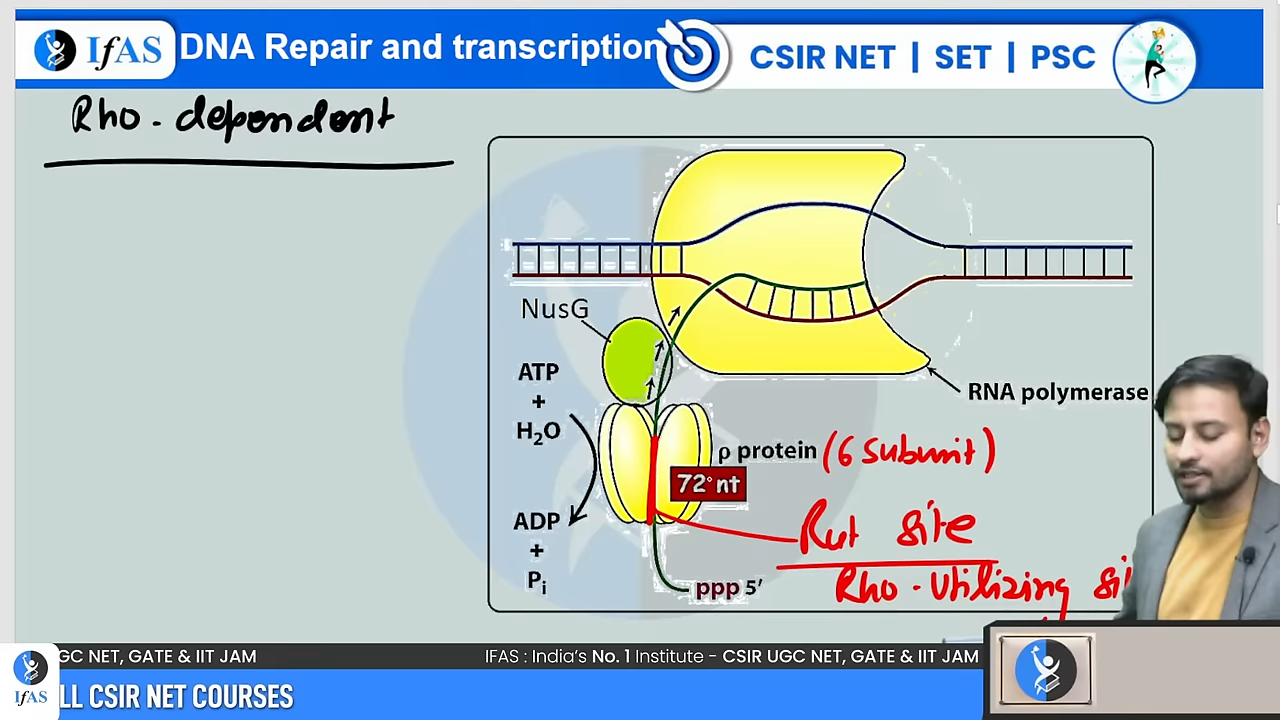 IfAS DNA Repair and transcription CSIR NET | SET | PSC
Rho - dependent
NusG
ATP
+
H₂O
RNA polymerase
ρ protein (6 subunit)
72° nt
ADP
+
Pi
Rut site
Rho - Utilizing si
ppp 5′
GC NET, GATE & IIT JAM
IFAS : India's No. 1 Institute - CSIR UGC NET, GATE & IIT JAM
IfAS
LL CSIR NET COURSES